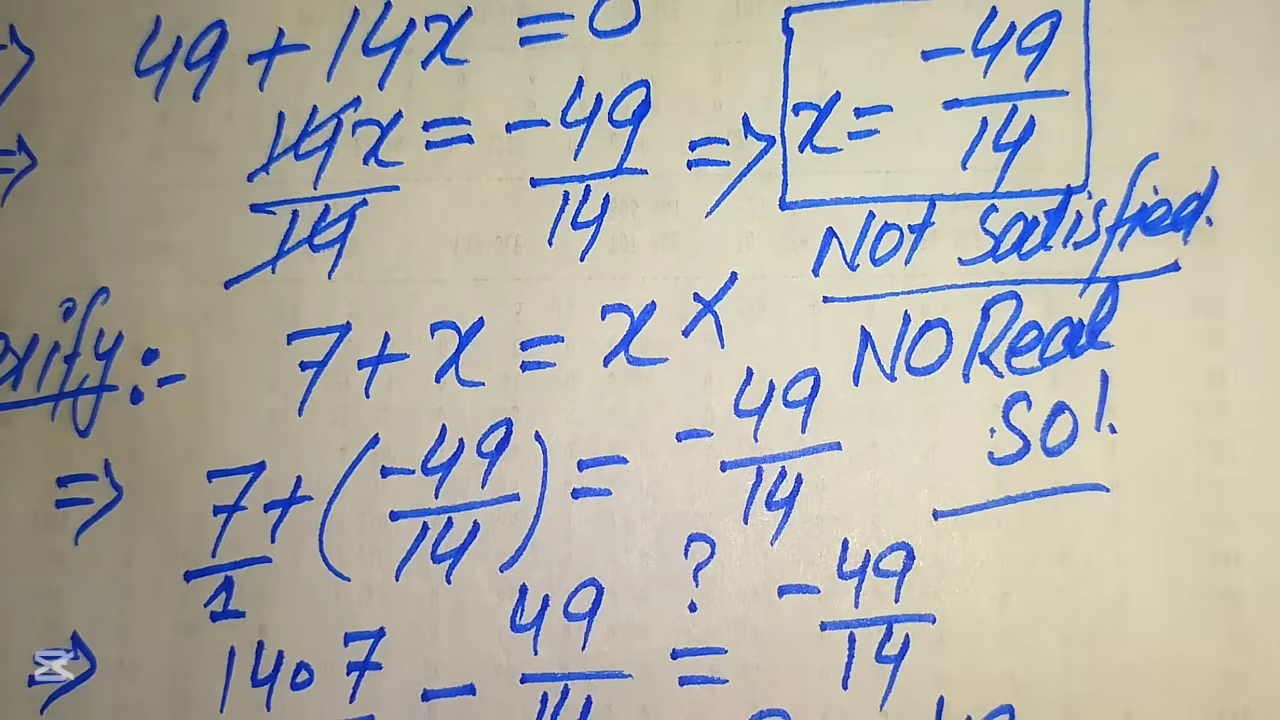 => 49 + 14x = 0
=> 14x/14 = -49/14 => x = -49/14
Not satisfied.
7 + x = x ×
NO Real
sol.
=> 7/1 + (-49/14) = -49/14
=> 14·7 - 49/14 ?= -49/14